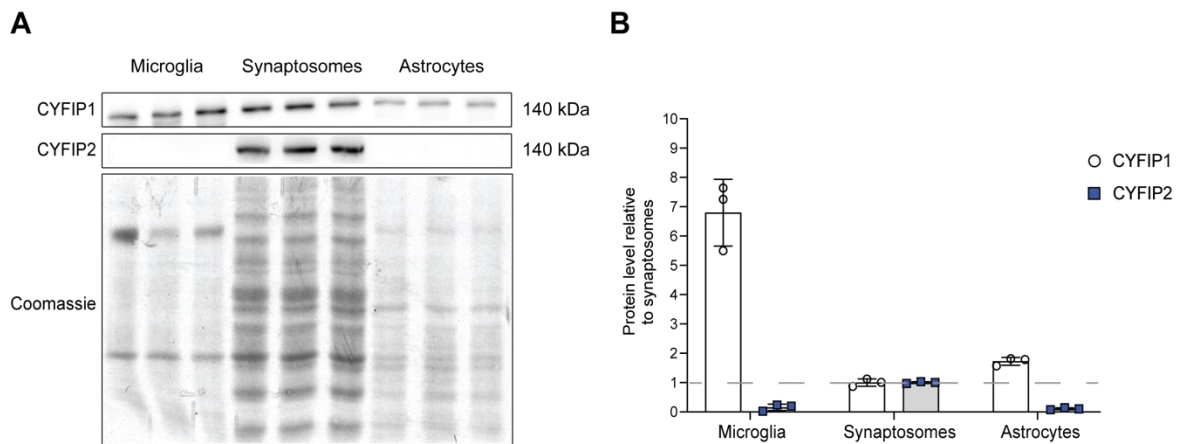 A
Microglia Synaptosomes Astrocytes
CYFIP1 140 kDa
CYFIP2 140 kDa
Coomassie
B
Protein level relative
to synaptosomes
10
9
8
7
6
5
4
3
2
1
0
Microglia Synaptosomes Astrocytes
CYFIP1
CYFIP2